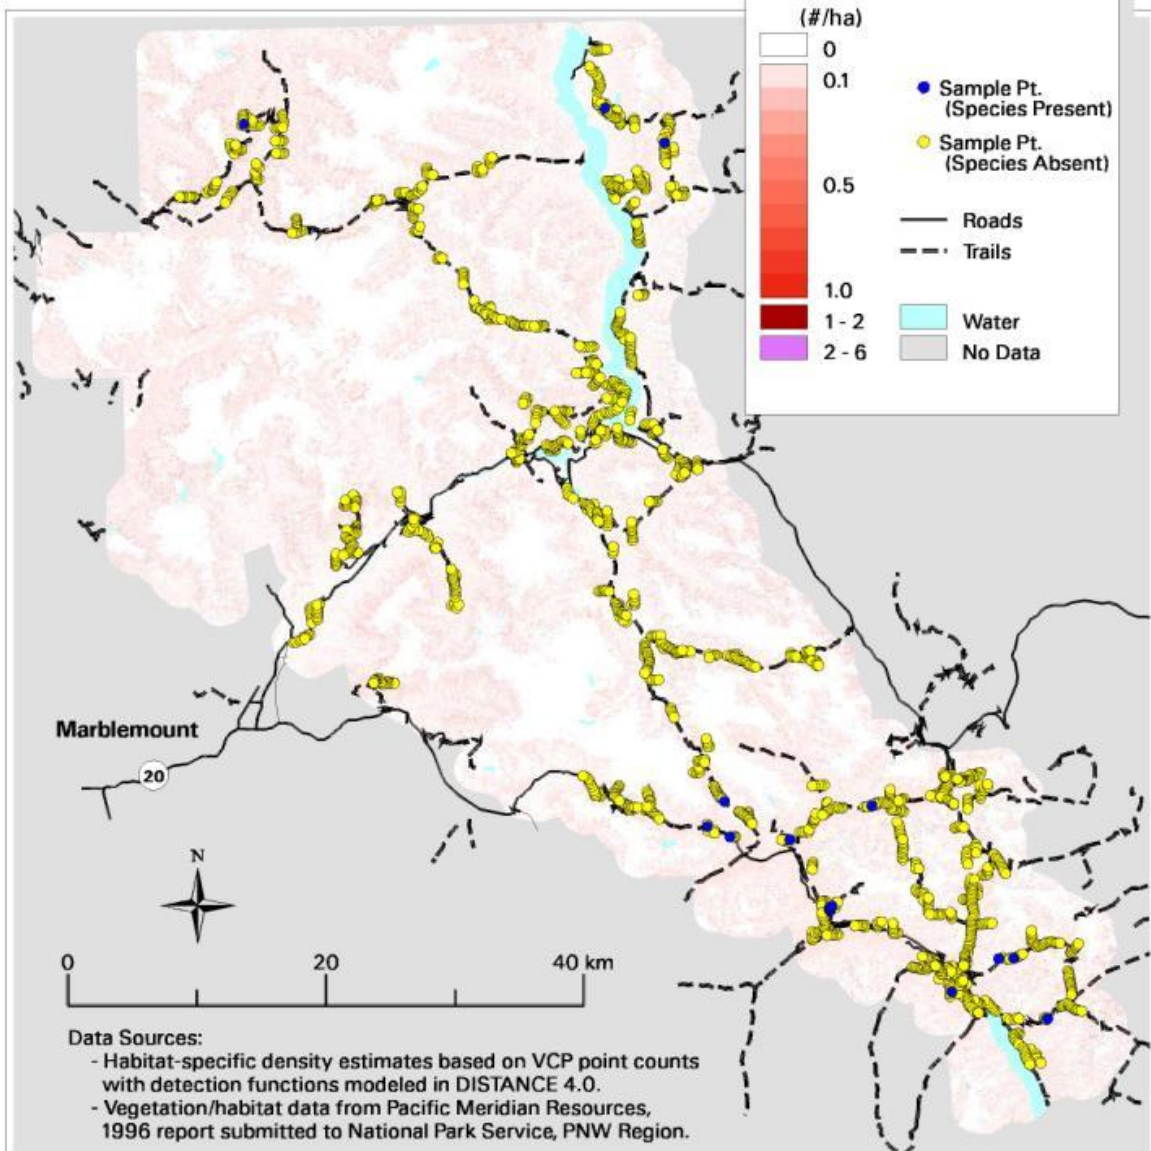 (#/ha)
0
0.1
0.5
1.0
1 - 2
2 - 6
Sample Pt.
(Species Present)
Sample Pt.
(Species Absent)
Roads
Trails
Water
No Data
Marblemount
20
N
0 20 40 km
Data Sources:
- Habitat-specific density estimates based on VCP point counts
with detection functions modeled in DISTANCE 4.0.
- Vegetation/habitat data from Pacific Meridian Resources,
1996 report submitted to National Park Service, PNW Region.